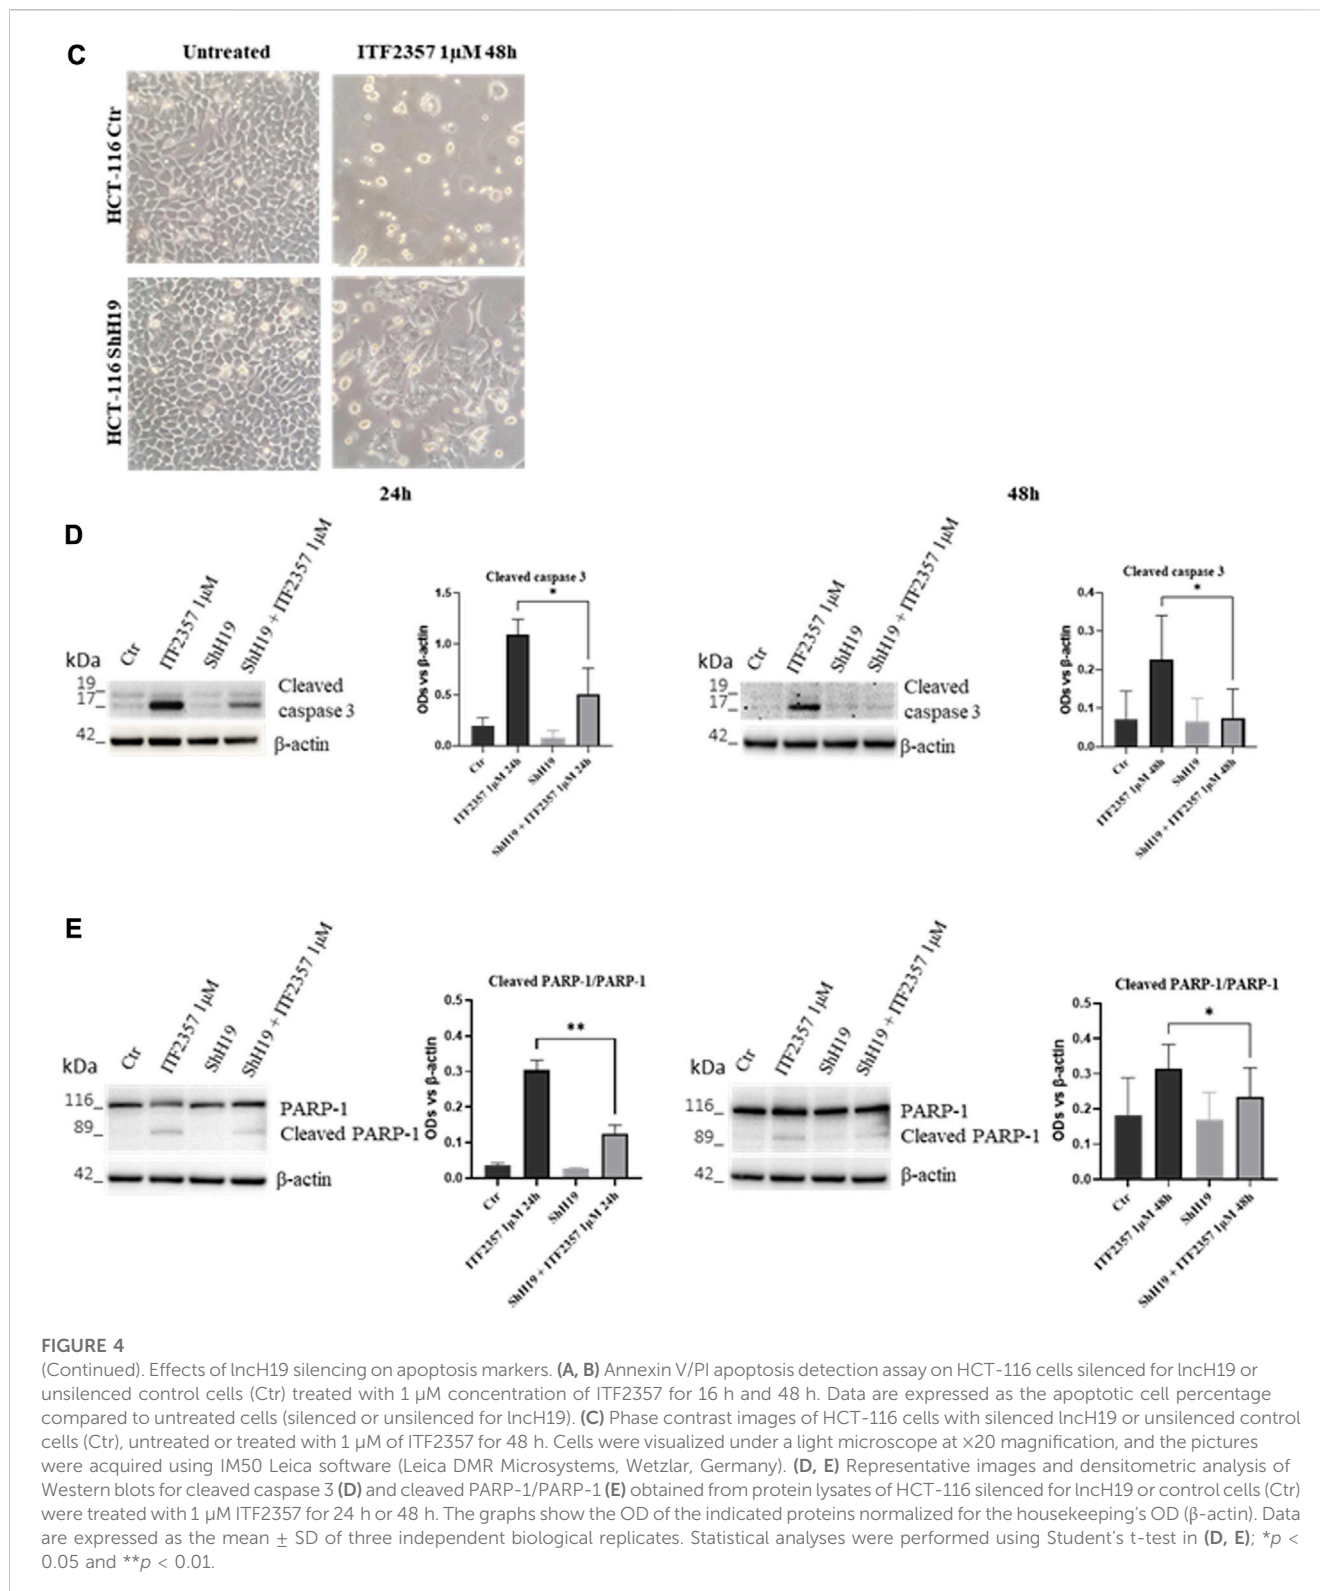 C
Untreated
ITF2357 1µM 48h
HCT-116 Ctr
HCT-116 ShH19
24h
48h
D
kDa
Ctr
ITF2357 1µM
ShH19
ShH19 + ITF2357 1µM
19
17
42
Cleaved
caspase 3
β-actin
Cleaved caspase 3
ODs vs β-actin
1.5
1.0
0.5
0.0
*
Ctr
ITF2357 1µM 24h
ShH19
ShH19 + ITF2357 1µM 24h
kDa
Ctr
ITF2357 1µM
ShH19
ShH19 + ITF2357 1µM
19
17
42
Cleaved
caspase 3
β-actin
Cleaved caspase 3
ODs vs β-actin
0.4
0.3
0.2
0.1
0.0
*
Ctr
ITF2357 1µM 48h
ShH19
ShH19 + ITF2357 1µM 48h
E
kDa
Ctr
ITF2357 1µM
ShH19
ShH19 + ITF2357 1µM
116
89
42
PARP-1
Cleaved PARP-1
β-actin
Cleaved PARP-1/PARP-1
ODs vs β-actin
0.5
0.4
0.3
0.2
0.1
0.0
**
Ctr
ITF2357 1µM 24h
ShH19
ShH19 + ITF2357 1µM 24h
kDa
Ctr
ITF2357 1µM
ShH19
ShH19 + ITF2357 1µM
116
89
42
PARP-1
Cleaved PARP-1
β-actin
Cleaved PARP-1/PARP-1
ODs vs β-actin
0.5
0.4
0.3
0.2
0.1
0.0
*
Ctr
ITF2357 1µM 48h
ShH19
ShH19 + ITF2357 1µM 48h
FIGURE 4
(Continued). Effects of lncH19 silencing on apoptosis markers. (A, B) Annexin V/PI apoptosis detection assay on HCT-116 cells silenced for lncH19 or
unsilenced control cells (Ctr) treated with 1 µM concentration of ITF2357 for 16 h and 48 h. Data are expressed as the apoptotic cell percentage
compared to untreated cells (silenced or unsilenced for lncH19). (C) Phase contrast images of HCT-116 cells with silenced lncH19 or unsilenced control
cells (Ctr), untreated or treated with 1 µM of ITF2357 for 48 h. Cells were visualized under a light microscope at ×20 magnification, and the pictures
were acquired using IM50 Leica software (Leica DMR Microsystems, Wetzlar, Germany). (D, E) Representative images and densitometric analysis of
Western blots for cleaved caspase 3 (D) and cleaved PARP-1/PARP-1 (E) obtained from protein lysates of HCT-116 silenced for lncH19 or control cells (Ctr)
were treated with 1 µM ITF2357 for 24 h or 48 h. The graphs show the OD of the indicated proteins normalized for the housekeeping's OD (β-actin). Data
are expressed as the mean ± SD of three independent biological replicates. Statistical analyses were performed using Student's t-test in (D, E); *p <
0.05 and **p < 0.01.